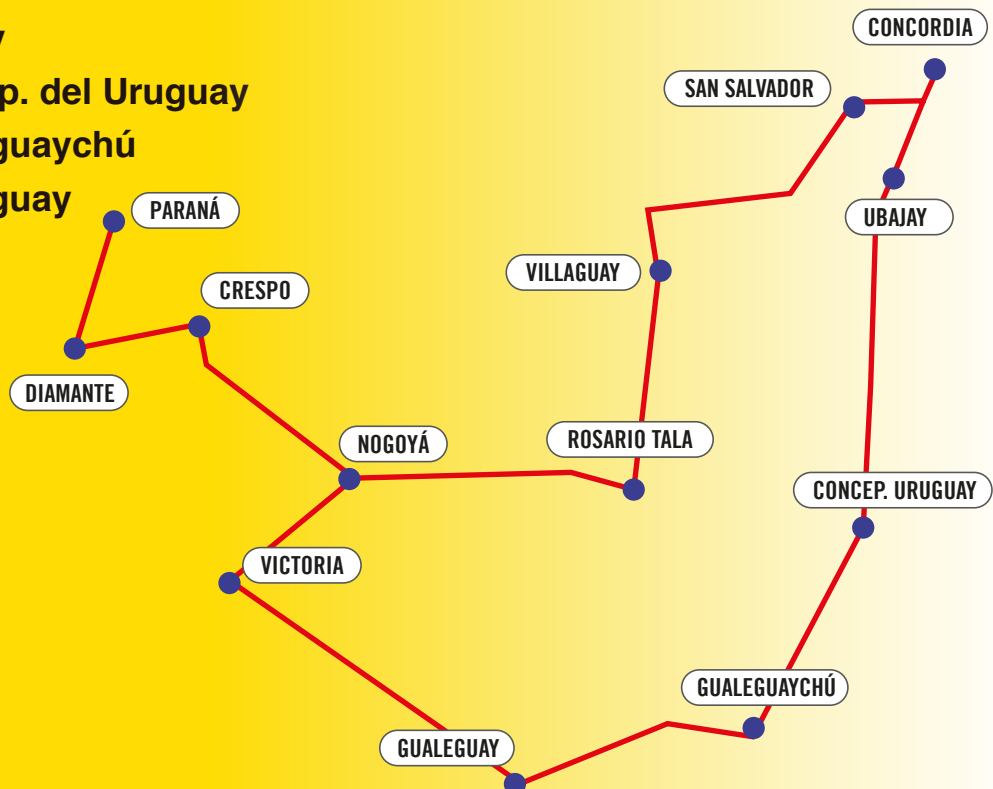 p. del Uruguay
guaychú
guay
CONCORDIA
SAN SALVADOR
PARANÁ
UBAJAY
VILLAGUAY
CRESPO
DIAMANTE
NOGOYÁ
ROSARIO TALA
CONCEP. URUGUAY
VICTORIA
GUALEGUAYCHÚ
GUALEGUAY